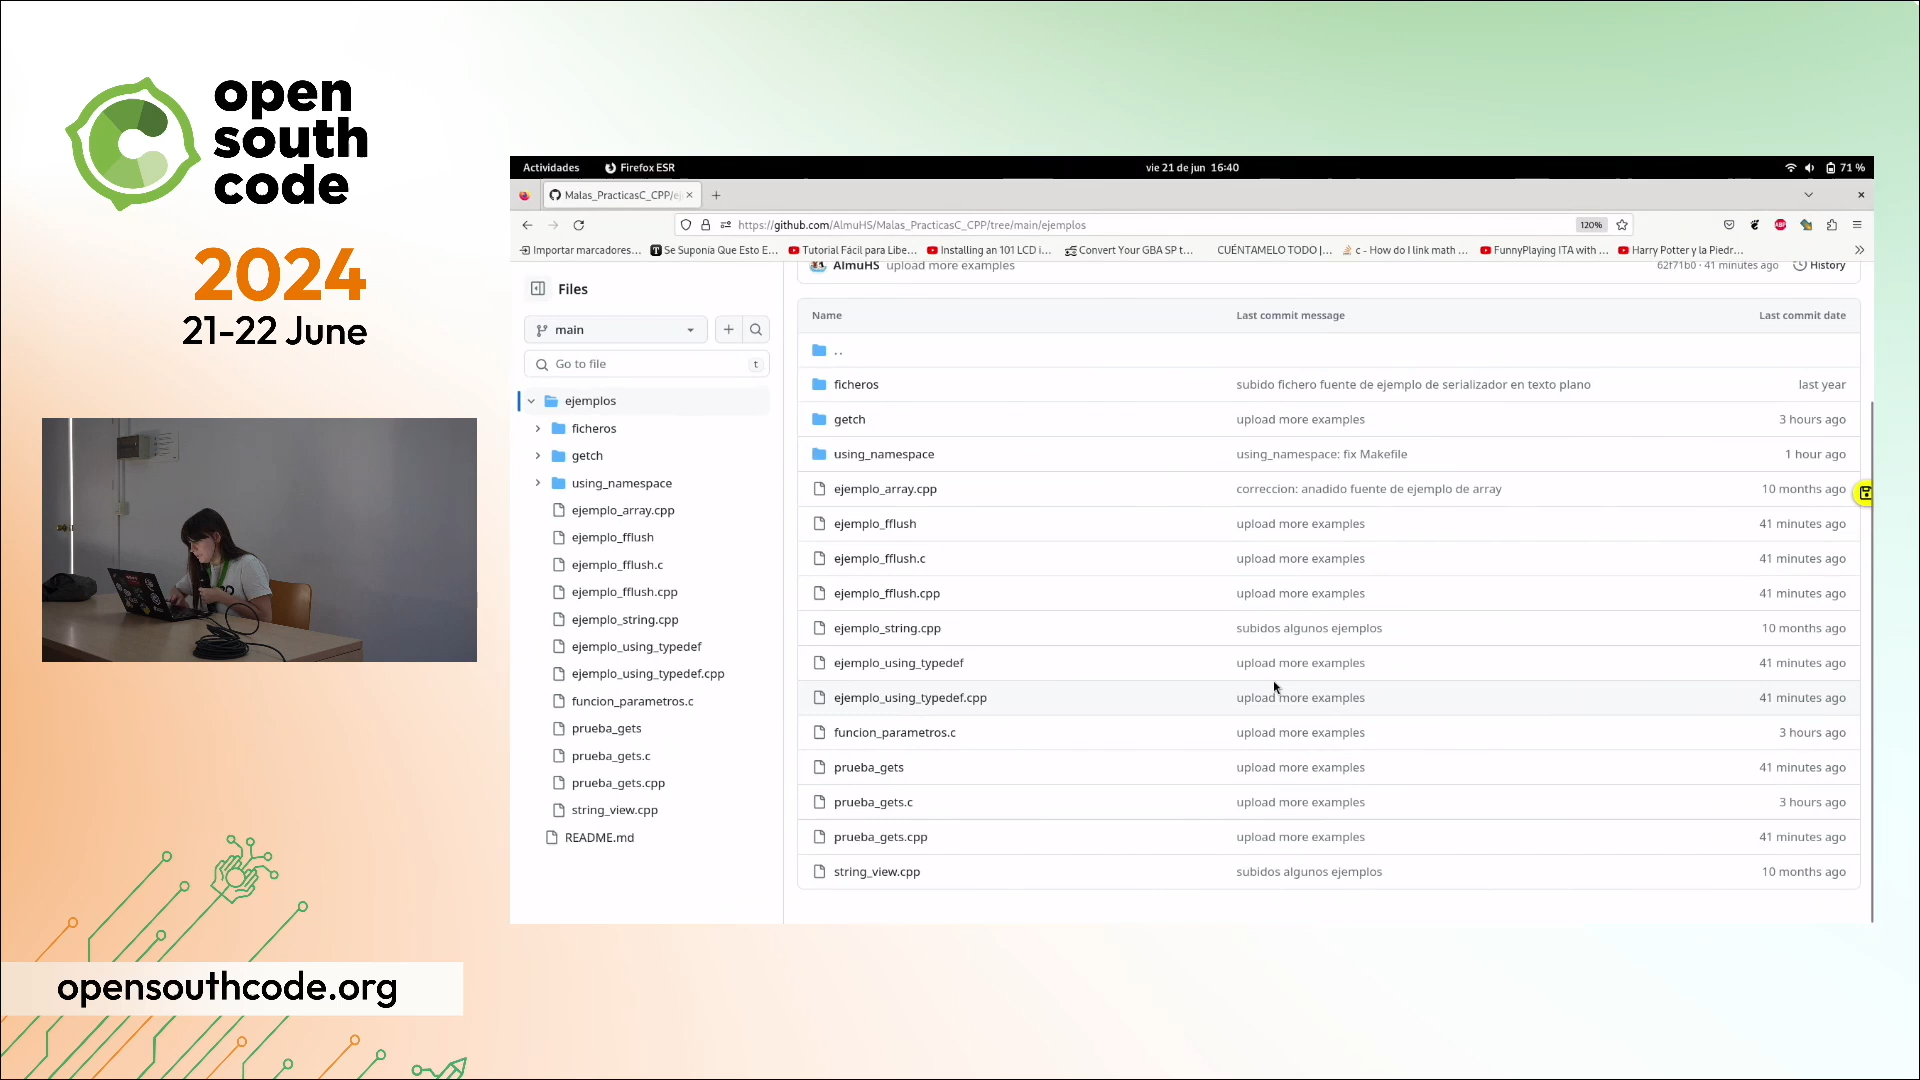 open
south
code
2024
21-22 June
opensouthcode.org
Actividades Firefox ESR vie 21 de jun 16:40 71 %
Malas_PracticasC_CPP/ej
https://github.com/AlmuHS/Malas_PracticasC_CPP/tree/main/ejemplos 120%
Importar marcadores... Se Suponía Que Esto E... Tutorial Fácil para Libe... Installing an 101 LCD i... Convert Your GBA SP t... CUÉNTAMELO TODO |... c - How do I link math ... FunnyPlaying ITA with ... Harry Potter y la Piedr...
Files
main
Go to file t
ejemplos
ficheros
getch
using_namespace
ejemplo_array.cpp
ejemplo_fflush
ejemplo_fflush.c
ejemplo_fflush.cpp
ejemplo_string.cpp
ejemplo_using_typedef
ejemplo_using_typedef.cpp
funcion_parametros.c
prueba_gets
prueba_gets.c
prueba_gets.cpp
string_view.cpp
README.md
AlmuHS upload more examples 62f71b0 · 41 minutes ago History
Name Last commit message Last commit date
..
ficheros subido fichero fuente de ejemplo de serializador en texto plano last year
getch upload more examples 3 hours ago
using_namespace using_namespace: fix Makefile 1 hour ago
ejemplo_array.cpp correccion: anadido fuente de ejemplo de array 10 months ago
ejemplo_fflush upload more examples 41 minutes ago
ejemplo_fflush.c upload more examples 41 minutes ago
ejemplo_fflush.cpp upload more examples 41 minutes ago
ejemplo_string.cpp subidos algunos ejemplos 10 months ago
ejemplo_using_typedef upload more examples 41 minutes ago
ejemplo_using_typedef.cpp upload more examples 41 minutes ago
funcion_parametros.c upload more examples 3 hours ago
prueba_gets upload more examples 41 minutes ago
prueba_gets.c upload more examples 3 hours ago
prueba_gets.cpp upload more examples 41 minutes ago
string_view.cpp subidos algunos ejemplos 10 months ago